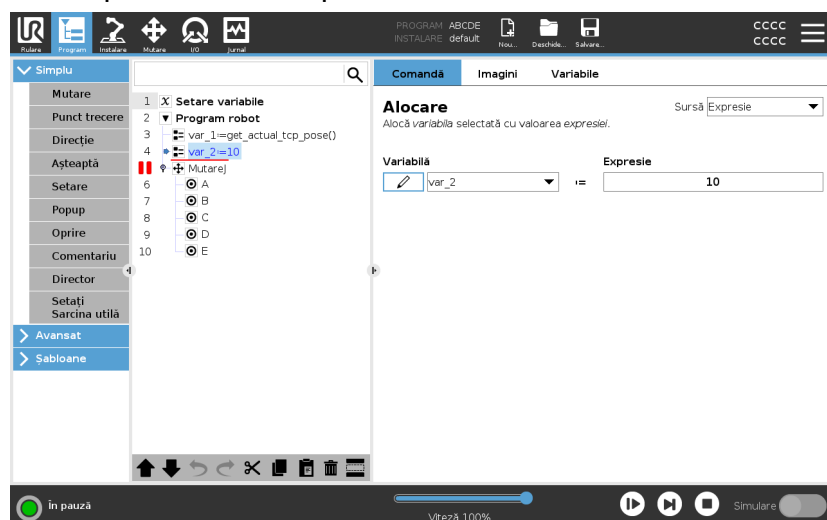 PROGRAM ABCDE
INSTALARE default
Rulare Program Instalare Mutare I/O Jurnal Nou... Deschide... Salvare...
cccc
cccc
Simplu
Mutare
Punct trecere
Direcție
Așteaptă
Setare
Popup
Oprire
Comentariu
Director
Setați
Sarcina utilă
Avansat
Șabloane
1 X Setare variabile
2 Program robot
3 var_1≔get_actual_tcp_pose()
4 var_2≔10
MutareJ
6 A
7 B
8 C
9 D
10 E
Comandă Imagini Variabile
Alocare
Sursă Expresie
Alocă variabila selectată cu valoarea expresiei.
Variabilă Expresie
var_2 ≔ 10
În pauză
Viteză 100%
Simulare